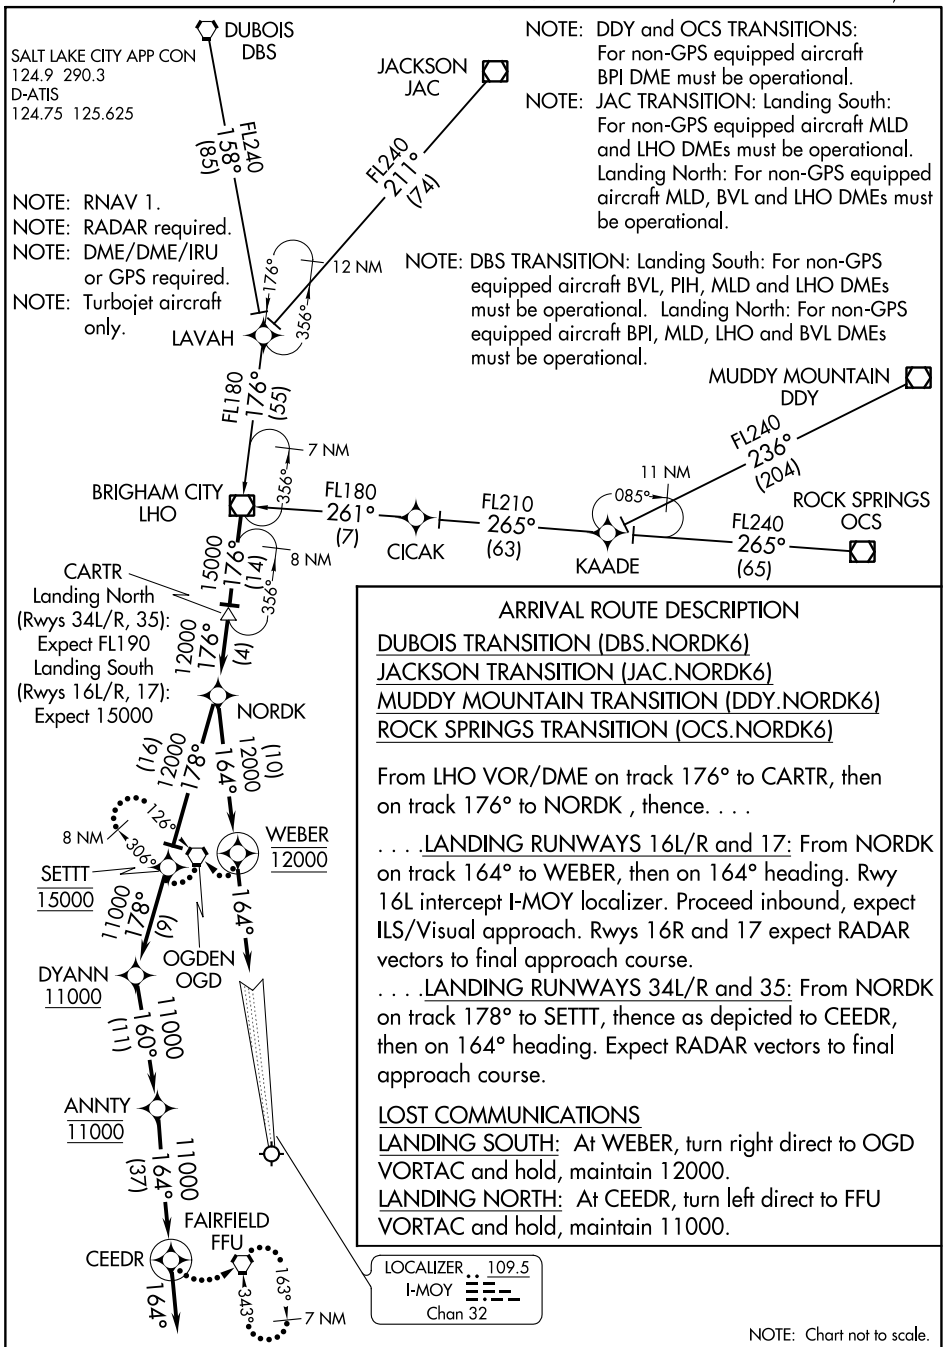 DUBOIS
DBS
SALT LAKE CITY APP CON
124.9 290.3
D-ATIS
124.75 125.625
JACKSON
JAC
NOTE: DDY and OCS TRANSITIONS:
For non-GPS equipped aircraft
BPI DME must be operational.
NOTE: JAC TRANSITION: Landing South:
For non-GPS equipped aircraft MLD
and LHO DMEs must be operational.
Landing North: For non-GPS equipped
aircraft MLD, BVL and LHO DMEs must
be operational.
FL240
158°
(85)
FL240
211°
(74)
NOTE: RNAV 1.
NOTE: RADAR required.
NOTE: DME/DME/IRU
or GPS required.
NOTE: Turbojet aircraft
only.
176°
12 NM
356°
LAVAH
NOTE: DBS TRANSITION: Landing South: For non-GPS
equipped aircraft BVL, PIH, MLD and LHO DMEs
must be operational. Landing North: For non-GPS
equipped aircraft BPI, MLD, LHO and BVL DMEs
must be operational.
MUDDY MOUNTAIN
DDY
FL180
176°
(55)
7 NM
356°
FL240
236°
(204)
11 NM
085°
BRIGHAM CITY
LHO
FL180
261°
(7)
CICAK
FL210
265°
(63)
KAADE
FL240
265°
(65)
ROCK SPRINGS
OCS
15000
176°
(14)
8 NM
356°
CARTR
Landing North
(Rwys 34L/R, 35):
Expect FL190
Landing South
(Rwys 16L/R, 17):
Expect 15000
12000
176°
(4)
NORDK
(16)
12000
178°
(10)
12000
164°
126°
8 NM
306°
SETTT
15000
WEBER
12000
OGDEN
OGD
164°
11000
178°
(9)
DYANN
11000
11000
160°
(11)
ANNTY
11000
11000
164°
(37)
CEEDR
164°
FAIRFIELD
FFU
163°
343°
7 NM
LOCALIZER 109.5
I-MOY
Chan 32
ARRIVAL ROUTE DESCRIPTION
DUBOIS TRANSITION (DBS.NORDK6)
JACKSON TRANSITION (JAC.NORDK6)
MUDDY MOUNTAIN TRANSITION (DDY.NORDK6)
ROCK SPRINGS TRANSITION (OCS.NORDK6)
From LHO VOR/DME on track 176° to CARTR, then
on track 176° to NORDK , thence. . . .
. . . .LANDING RUNWAYS 16L/R and 17: From NORDK
on track 164° to WEBER, then on 164° heading. Rwy
16L intercept I-MOY localizer. Proceed inbound, expect
ILS/Visual approach. Rwys 16R and 17 expect RADAR
vectors to final approach course.
. . . .LANDING RUNWAYS 34L/R and 35: From NORDK
on track 178° to SETTT, thence as depicted to CEEDR,
then on 164° heading. Expect RADAR vectors to final
approach course.
LOST COMMUNICATIONS
LANDING SOUTH: At WEBER, turn right direct to OGD
VORTAC and hold, maintain 12000.
LANDING NORTH: At CEEDR, turn left direct to FFU
VORTAC and hold, maintain 11000.
NOTE: Chart not to scale.